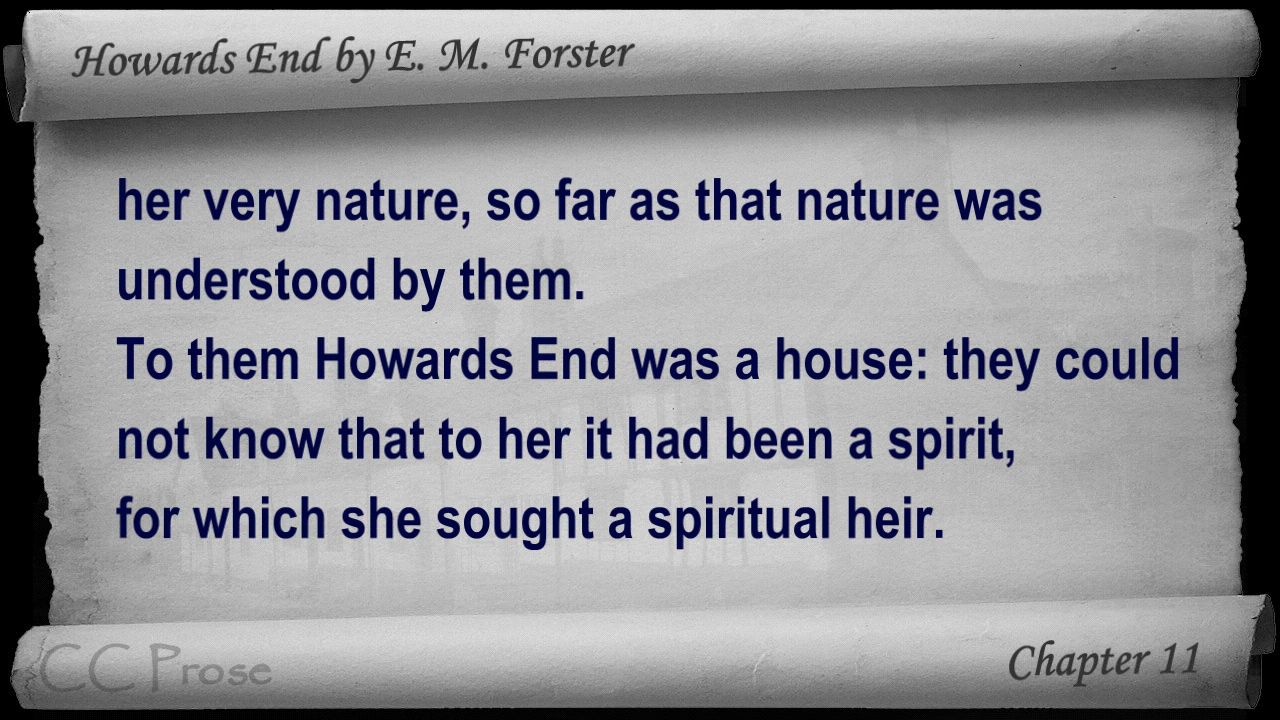 Howards End by E. M. Forster
her very nature, so far as that nature was
understood by them.
To them Howards End was a house: they could
not know that to her it had been a spirit,
for which she sought a spiritual heir.
CC Prose
Chapter 11